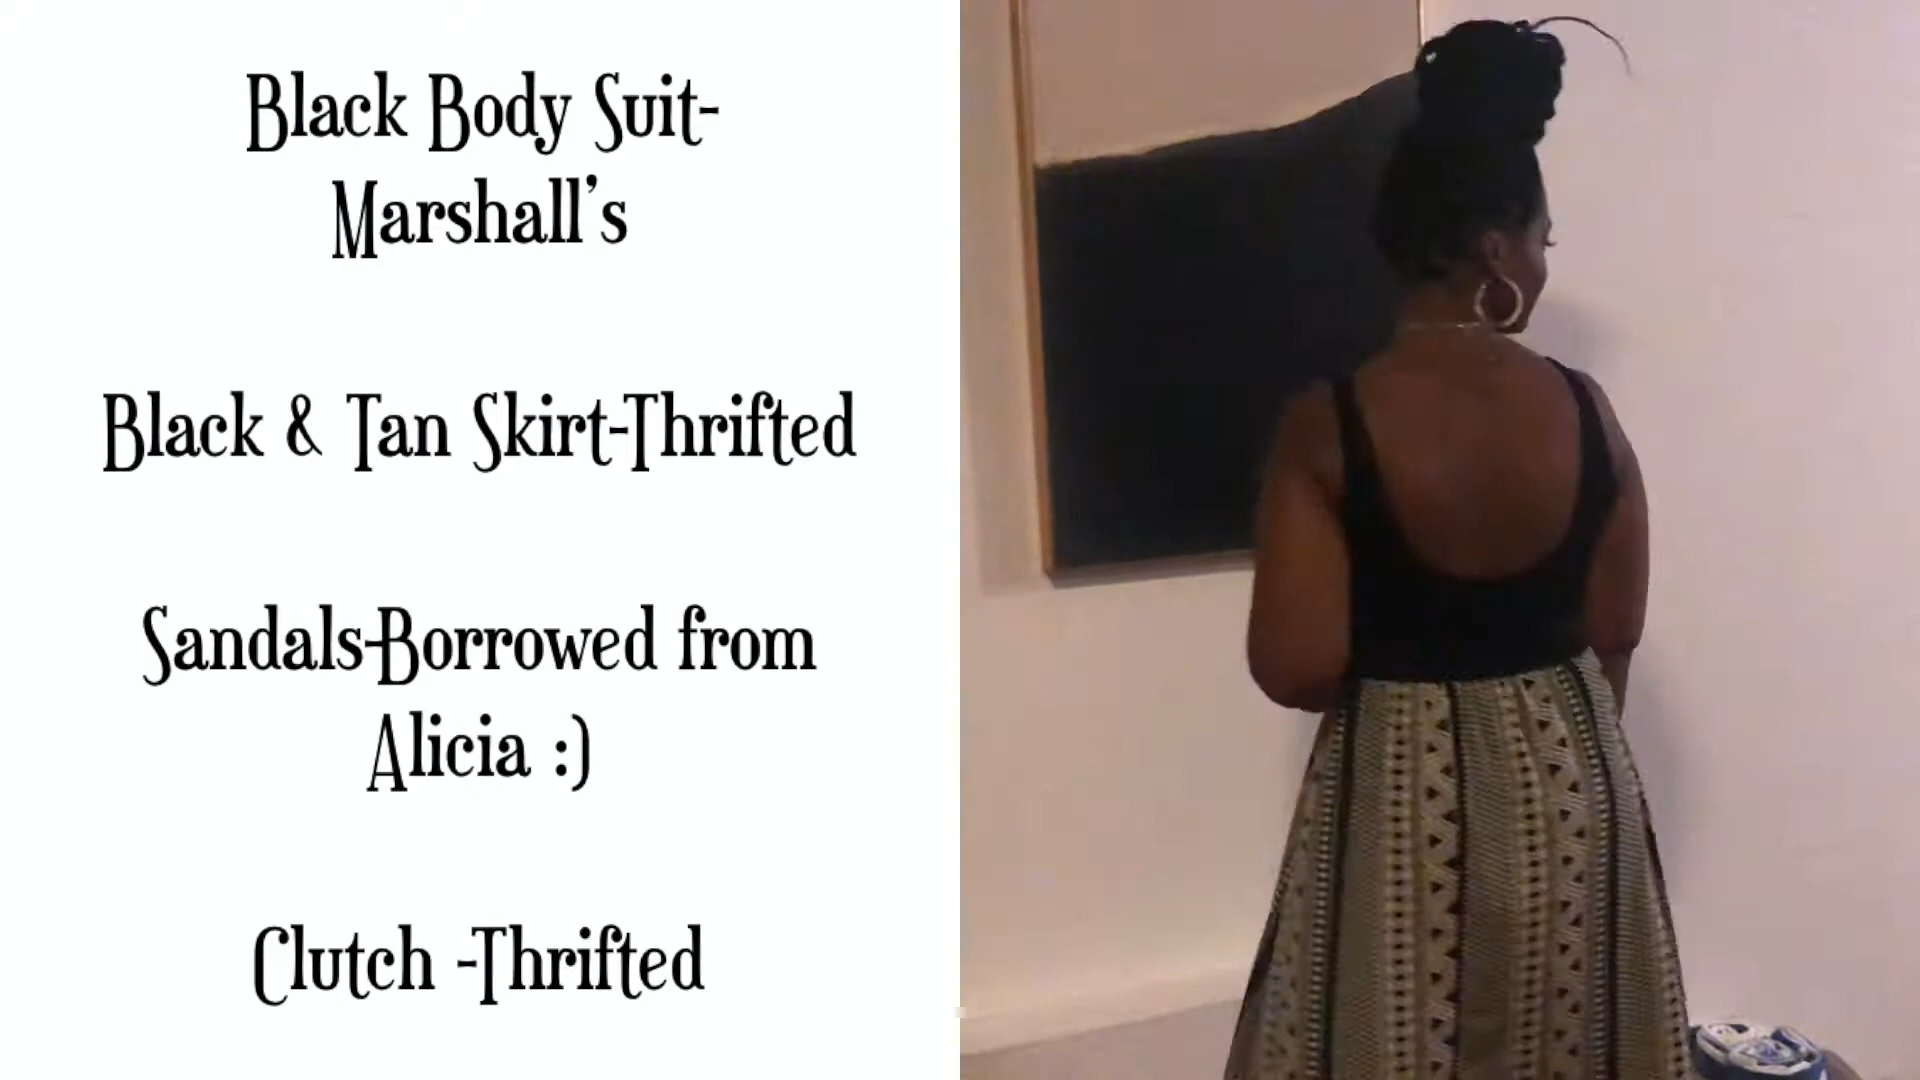 Black Body Suit-
Marshall's
Black & Tan Skirt-Thrifted
Sandals-Borrowed from
Alicia :)
Clutch -Thrifted